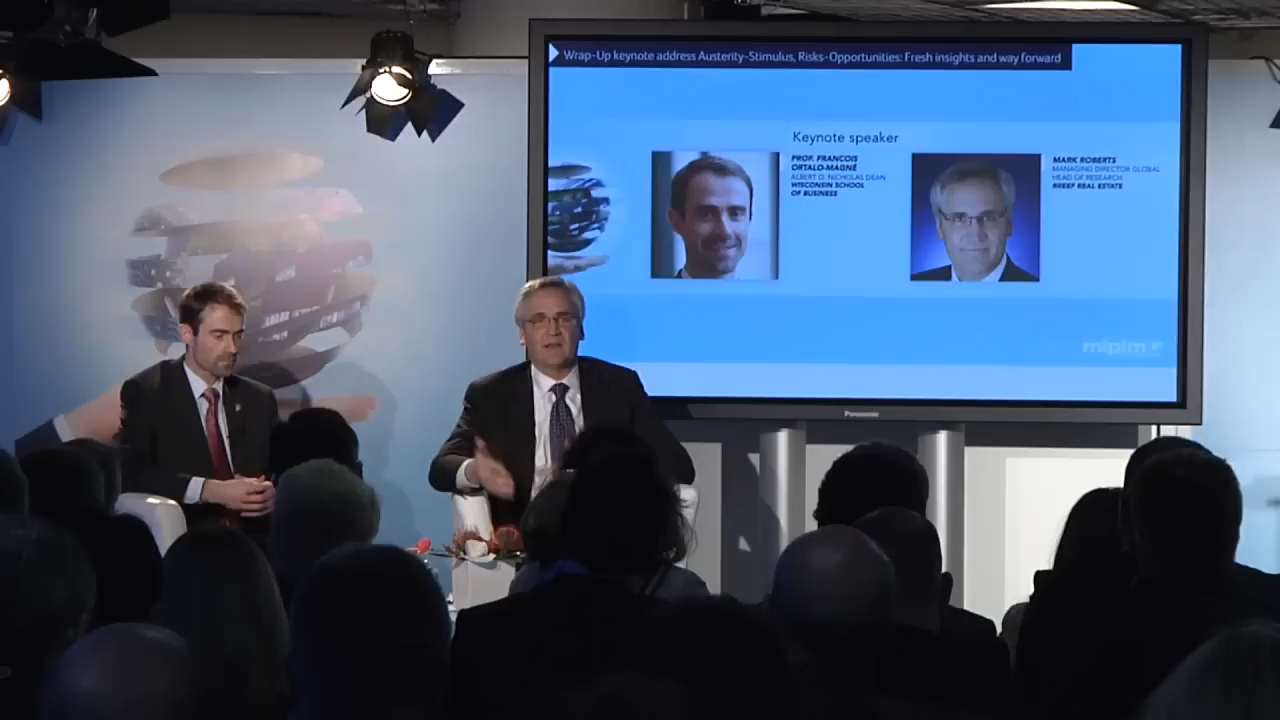 Wrap-Up keynote address Austerity-Stimulus, Risks-Opportunities: Fresh insights and way forward
Keynote speaker
PROF. FRANCOIS
ORTALO-MAGNÉ
ALBERT O. NICHOLAS DEAN
WISCONSIN SCHOOL
OF BUSINESS
MARK ROBERTS
MANAGING DIRECTOR GLOBAL
HEAD OF RESEARCH
RREEF REAL ESTATE
mipim
Panasonic